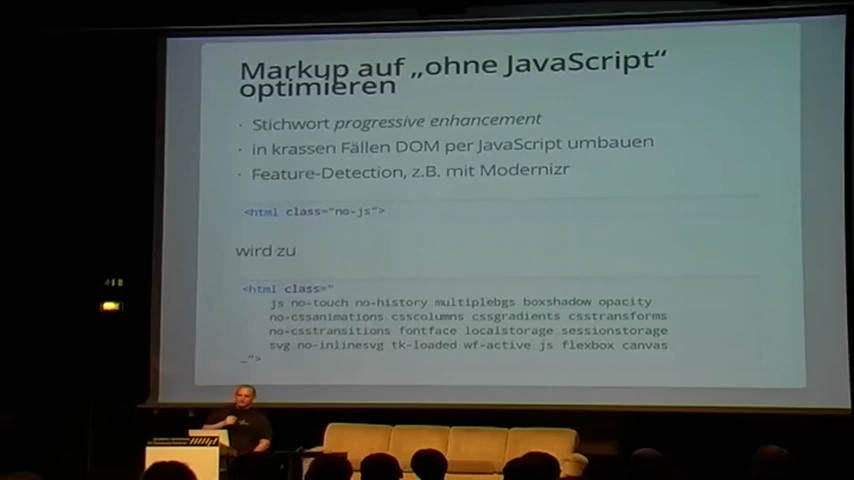 Markup auf „ohne JavaScript“
optimieren
· Stichwort progressive enhancement
· in krassen Fällen DOM per JavaScript umbauen
· Feature-Detection, z.B. mit Modernizr
<html class="no-js">
wird zu
<html class="
js no-touch no-history multiplebgs boxshadow opacity
no-cssanimations csscolumns cssgradients csstransforms
no-csstransitions fontface localstorage sessionstorage
svg no-inlinesvg tk-loaded wf-active js flexbox canvas
…">